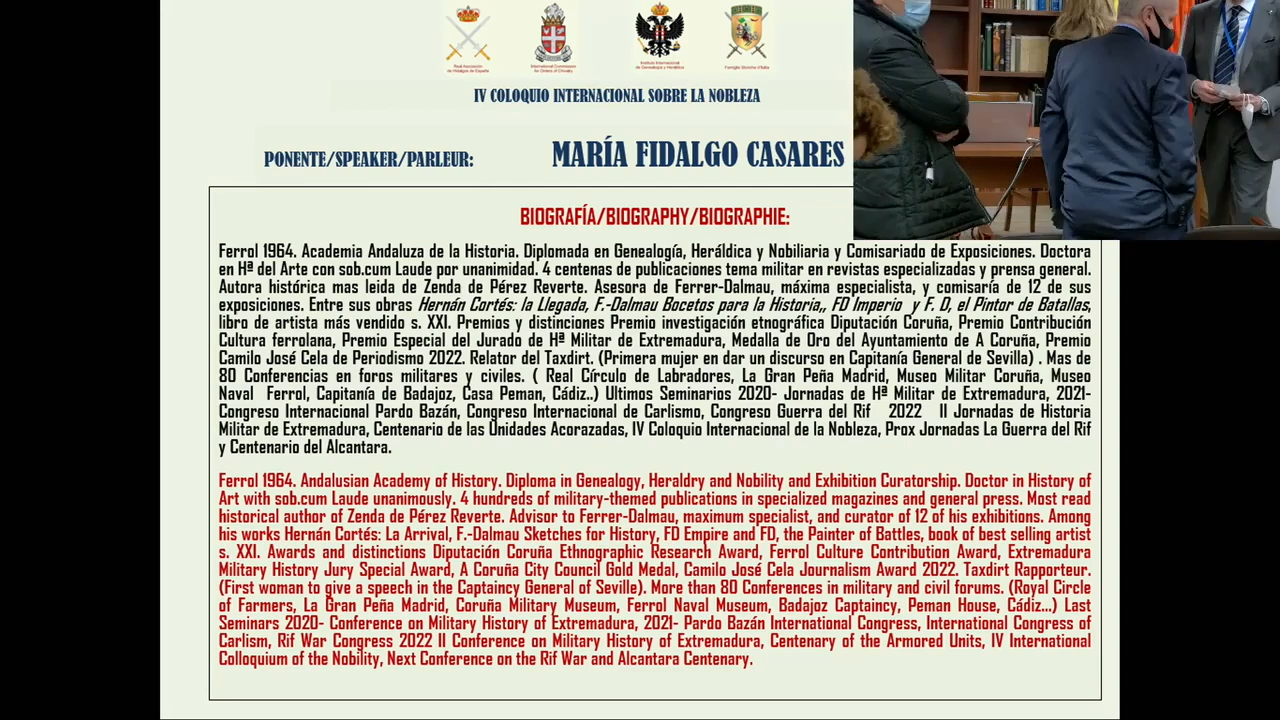 Real Asociación
de Hidalgos de España
International Commission
for Orders of Chivalry
Instituto Internacional
de Genealogía y Heráldica
Famiglie Storiche d'Italia
IV COLOQUIO INTERNACIONAL SOBRE LA NOBLEZA
PONENTE/SPEAKER/PARLEUR: MARÍA FIDALGO CASARES
BIOGRAFÍA/BIOGRAPHY/BIOGRAPHIE:
Ferrol 1964. Academia Andaluza de la Historia. Diplomada en Genealogía, Heráldica y Nobiliaria y Comisariado de Exposiciones. Doctora
en Hª del Arte con sob.cum Laude por unanimidad. 4 centenas de publicaciones tema militar en revistas especializadas y prensa general.
Autora histórica mas leida de Zenda de Pérez Reverte. Asesora de Ferrer-Dalmau, máxima especialista, y comisaría de 12 de sus
exposiciones. Entre sus obras Hernán Cortés: la Llegada, F.-Dalmau Bocetos para la Historia,, FD Imperio y F. D, el Pintor de Batallas,
libro de artista más vendido s. XXI. Premios y distinciones Premio investigación etnográfica Diputación Coruña, Premio Contribución
Cultura ferrolana, Premio Especial del Jurado de Hª Militar de Extremadura, Medalla de Oro del Ayuntamiento de A Coruña, Premio
Camilo José Cela de Periodismo 2022. Relator del Taxdirt. (Primera mujer en dar un discurso en Capitanía General de Sevilla) . Mas de
80 Conferencias en foros militares y civiles. ( Real Círculo de Labradores, La Gran Peña Madrid, Museo Militar Coruña, Museo
Naval Ferrol, Capitanía de Badajoz, Casa Peman, Cádiz..) Ultimos Seminarios 2020- Jornadas de Hª Militar de Extremadura, 2021-
Congreso Internacional Pardo Bazán, Congreso Internacional de Carlismo, Congreso Guerra del Rif 2022 II Jornadas de Historia
Militar de Extremadura, Centenario de las Unidades Acorazadas, IV Coloquio Internacional de la Nobleza, Prox Jornadas La Guerra del Rif
y Centenario del Alcantara.
Ferrol 1964. Andalusian Academy of History. Diploma in Genealogy, Heraldry and Nobility and Exhibition Curatorship. Doctor in History of
Art with sob.cum Laude unanimously. 4 hundreds of military-themed publications in specialized magazines and general press. Most read
historical author of Zenda de Pérez Reverte. Advisor to Ferrer-Dalmau, maximum specialist, and curator of 12 of his exhibitions. Among
his works Hernán Cortés: La Arrival, F.-Dalmau Sketches for History, FD Empire and FD, the Painter of Battles, book of best selling artist
s. XXI. Awards and distinctions Diputación Coruña Ethnographic Research Award, Ferrol Culture Contribution Award, Extremadura
Military History Jury Special Award, A Coruña City Council Gold Medal, Camilo José Cela Journalism Award 2022. Taxdirt Rapporteur.
(First woman to give a speech in the Captaincy General of Seville). More than 80 Conferences in military and civil forums. (Royal Circle
of Farmers, La Gran Peña Madrid, Coruña Military Museum, Ferrol Naval Museum, Badajoz Captaincy, Peman House, Cádiz...) Last
Seminars 2020- Conference on Military History of Extremadura, 2021- Pardo Bazán International Congress, International Congress of
Carlism, Rif War Congress 2022 II Conference on Military History of Extremadura, Centenary of the Armored Units, IV International
Colloquium of the Nobility, Next Conference on the Rif War and Alcantara Centenary.